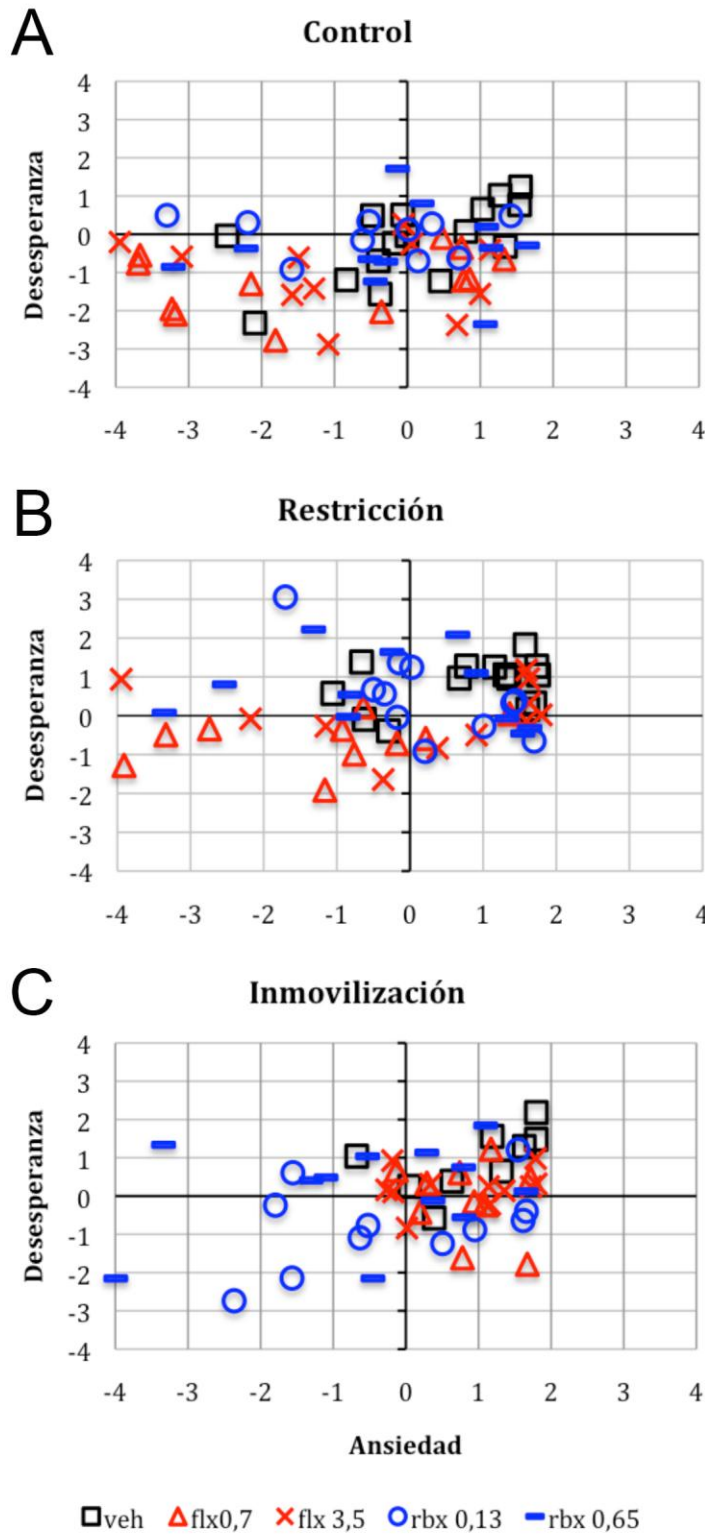 A
Control
4
3
2
1
0
-1
-2
-3
-4
Desesperanza
-4 -3 -2 -1 0 1 2 3 4
B
Restricción
4
3
2
1
0
-1
-2
-3
-4
Desesperanza
-4 -3 -2 -1 0 1 2 3 4
C
Inmovilización
4
3
2
1
0
-1
-2
-3
-4
Desesperanza
-4 -3 -2 -1 0 1 2 3 4
Ansiedad
veh flx0,7 flx 3,5 rbx 0,13 rbx 0,65